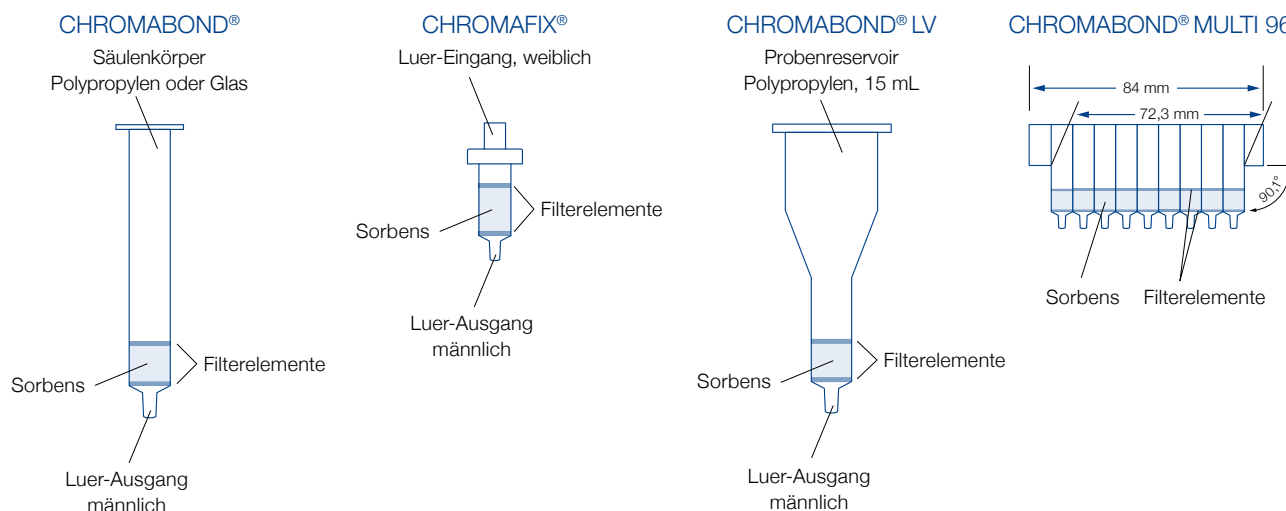 CHROMABOND®
Säulenkörper
Polypropylen oder Glas
Sorbens
Filterelemente
Luer-Ausgang
männlich
CHROMAFIX®
Luer-Eingang, weiblich
Sorbens
Filterelemente
Luer-Ausgang
männlich
CHROMABOND® LV
Probenreservoir
Polypropylen, 15 mL
Sorbens
Filterelemente
Luer-Ausgang
männlich
CHROMABOND® MULTI 96
84 mm
72,3 mm
90,1°
Sorbens
Filterelemente